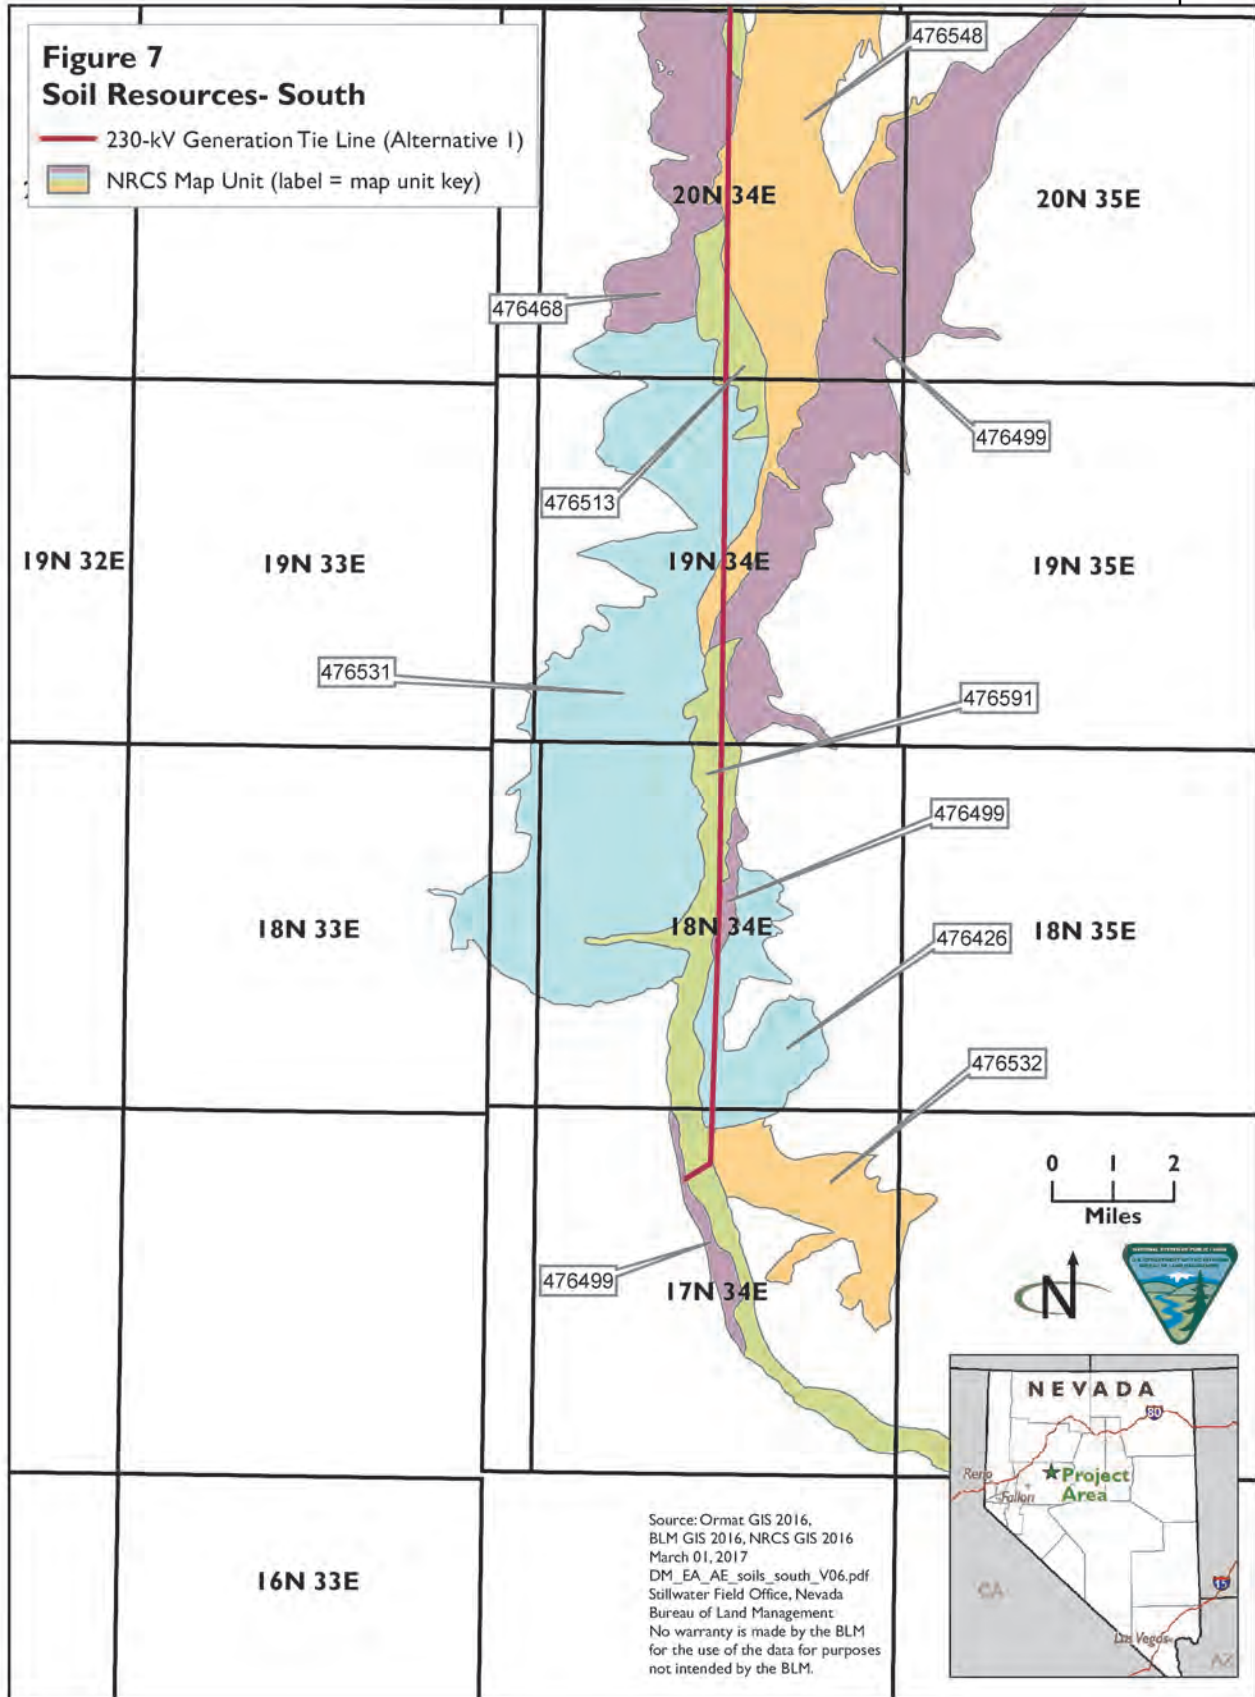 Figure 7
Soil Resources- South
230-kV Generation Tie Line (Alternative 1)
NRCS Map Unit (label = map unit key)
476548
20N 34E
20N 35E
476468
476499
476513
19N 32E
19N 33E
19N 34E
19N 35E
476531
476591
476499
18N 33E
18N 34E
476426
18N 35E
476532
0 1 2
Miles
N
476499
17N 34E
NEVADA
80
Reno
Project
Area
Fallon
CA
15
Las Vegas
AZ
16N 33E
Source: Ormat GIS 2016,
BLM GIS 2016, NRCS GIS 2016
March 01, 2017
DM_EA_AE_soils_south_V06.pdf
Stillwater Field Office, Nevada
Bureau of Land Management
No warranty is made by the BLM
for the use of the data for purposes
not intended by the BLM.